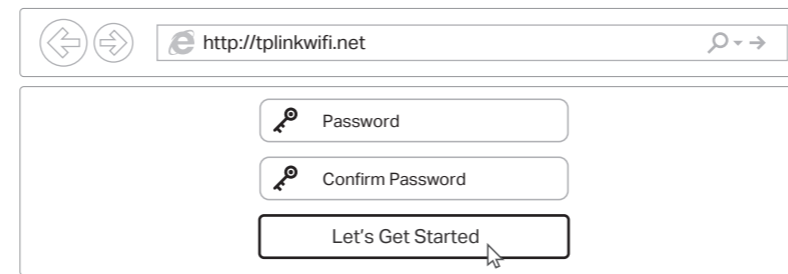 http://tplinkwifi.net
Password
Confirm Password
Let's Get Started